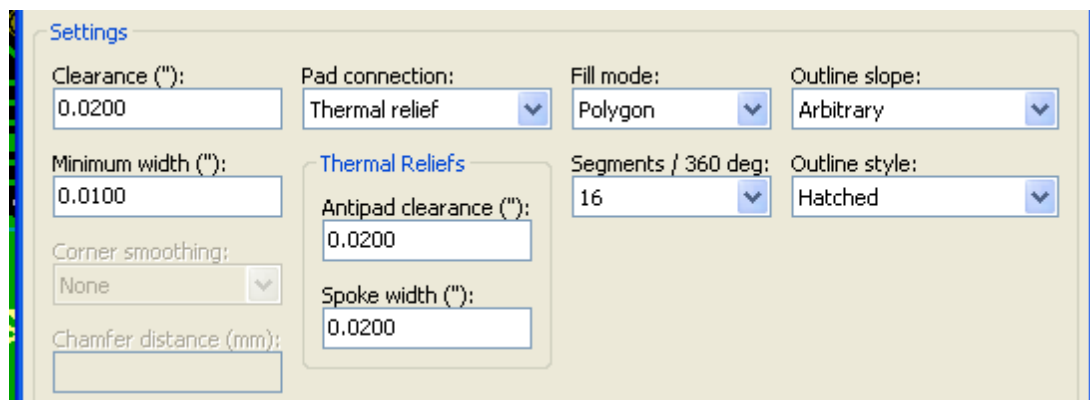 Settings
Clearance ("): Pad connection: Fill mode: Outline slope:
0.0200 Thermal relief Polygon Arbitrary
Minimum width ("): Thermal Reliefs Segments / 360 deg: Outline style:
0.0100 16 Hatched
Antipad clearance ("):
0.0200
Corner smoothing:
None
Spoke width ("):
0.0200
Chamfer distance (mm):